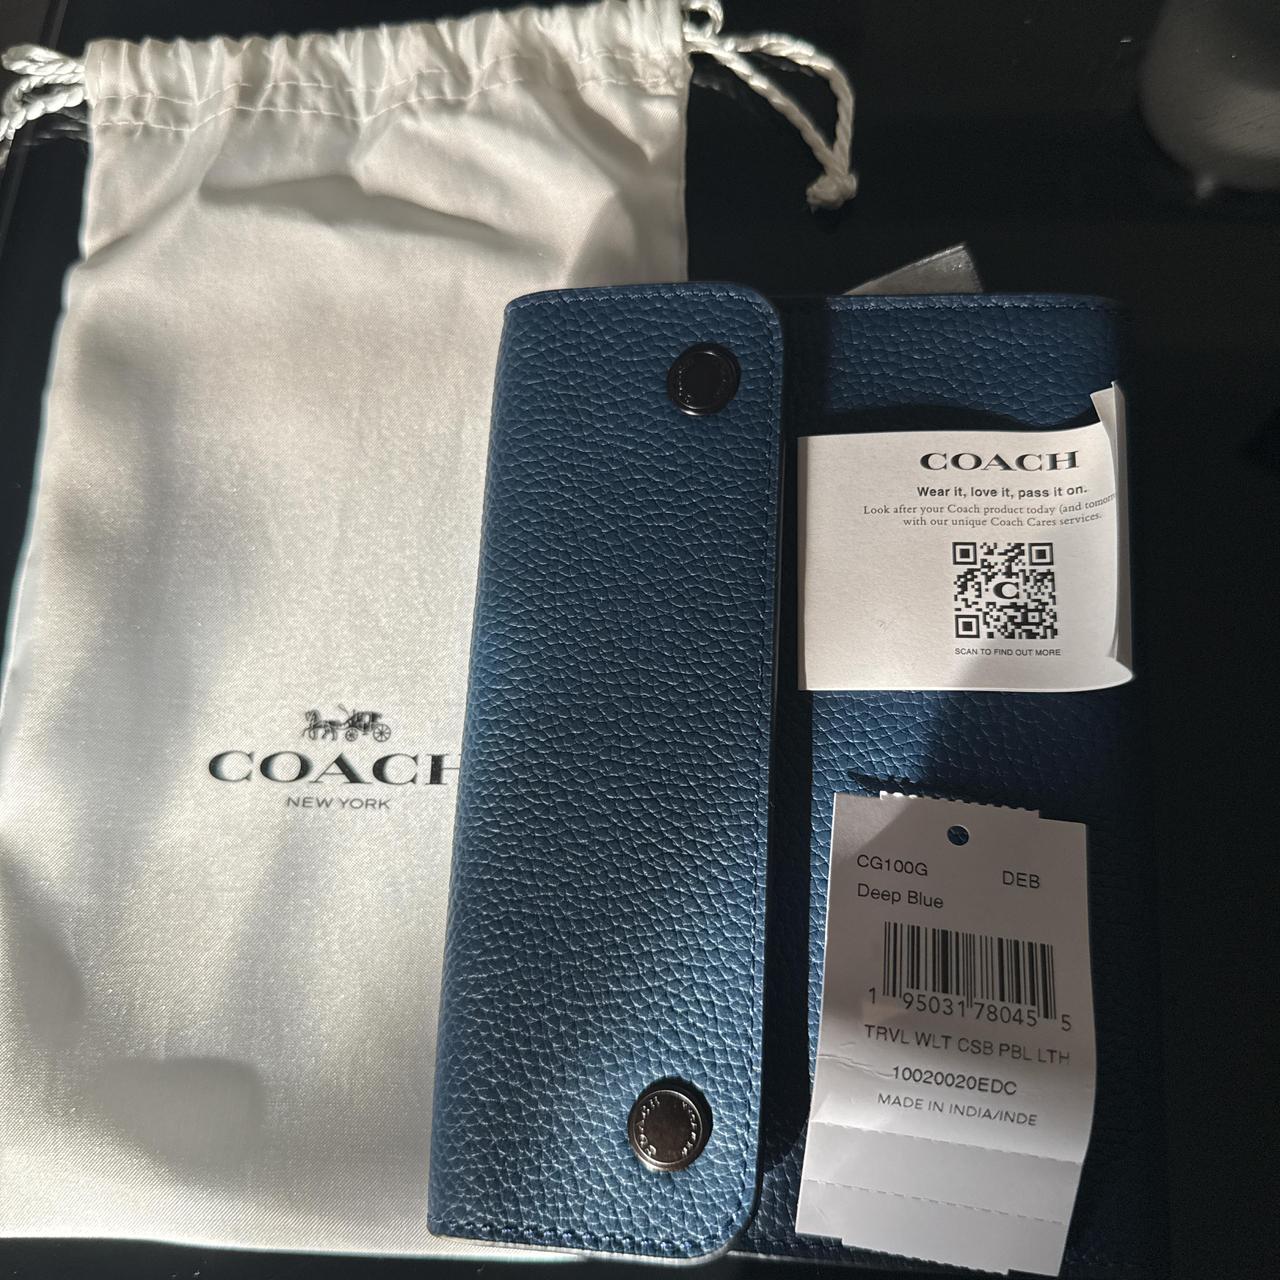 COACH
Wear it, love it, pass it on.
Look after your Coach product today (and
with our unique Coach Cares services.
C
SCAN TO FIND OUT MORE
COACH
NEW YORK
CG100G DEB
Deep Blue
1 95031 78045 5
TRVL WLT CSB PBL LTH
10020020EDC
MADE IN INDIA/INDE
COACH